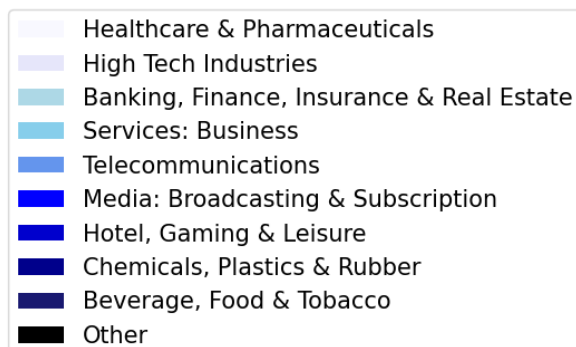 Healthcare & Pharmaceuticals
High Tech Industries
Banking, Finance, Insurance & Real Estate
Services: Business
Telecommunications
Media: Broadcasting & Subscription
Hotel, Gaming & Leisure
Chemicals, Plastics & Rubber
Beverage, Food & Tobacco
Other